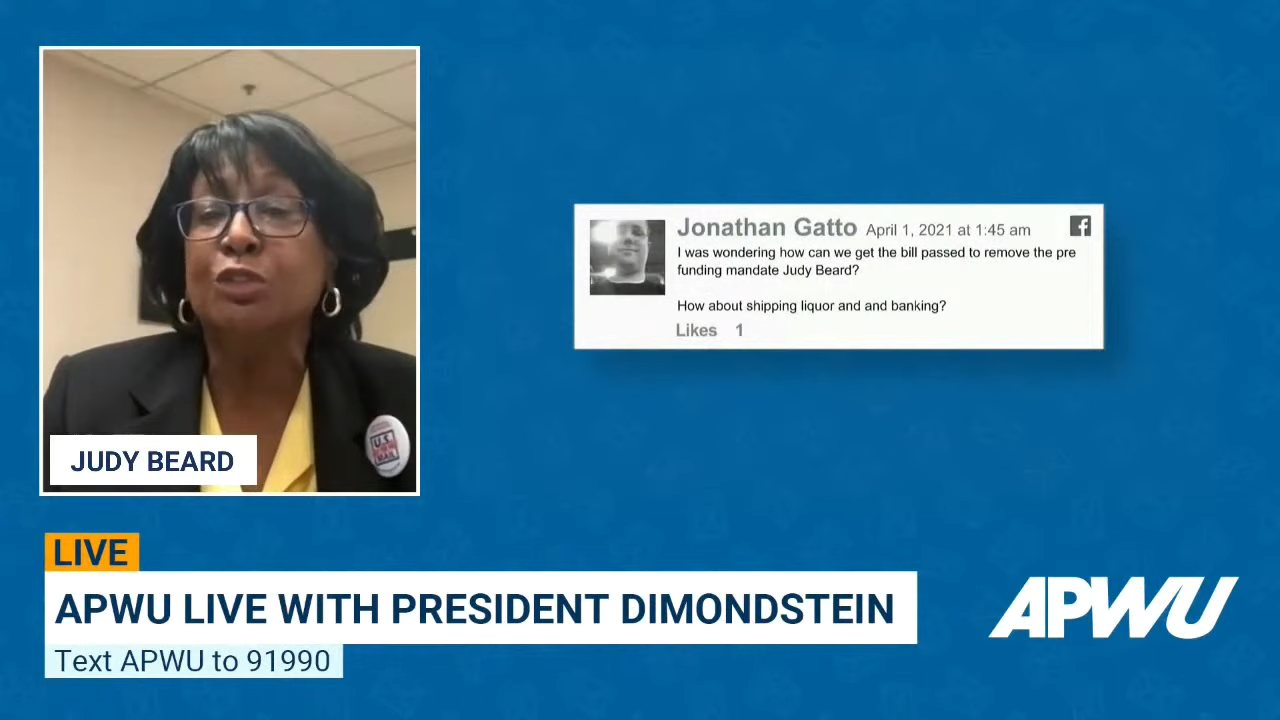 Jonathan Gatto April 1, 2021 at 1:45 am
I was wondering how can we get the bill passed to remove the pre
funding mandate Judy Beard?
How about shipping liquor and and banking?
Likes 1
U.S.
MAIL
JUDY BEARD
LIVE
APWU LIVE WITH PRESIDENT DIMONDSTEIN
APWU
Text APWU to 91990